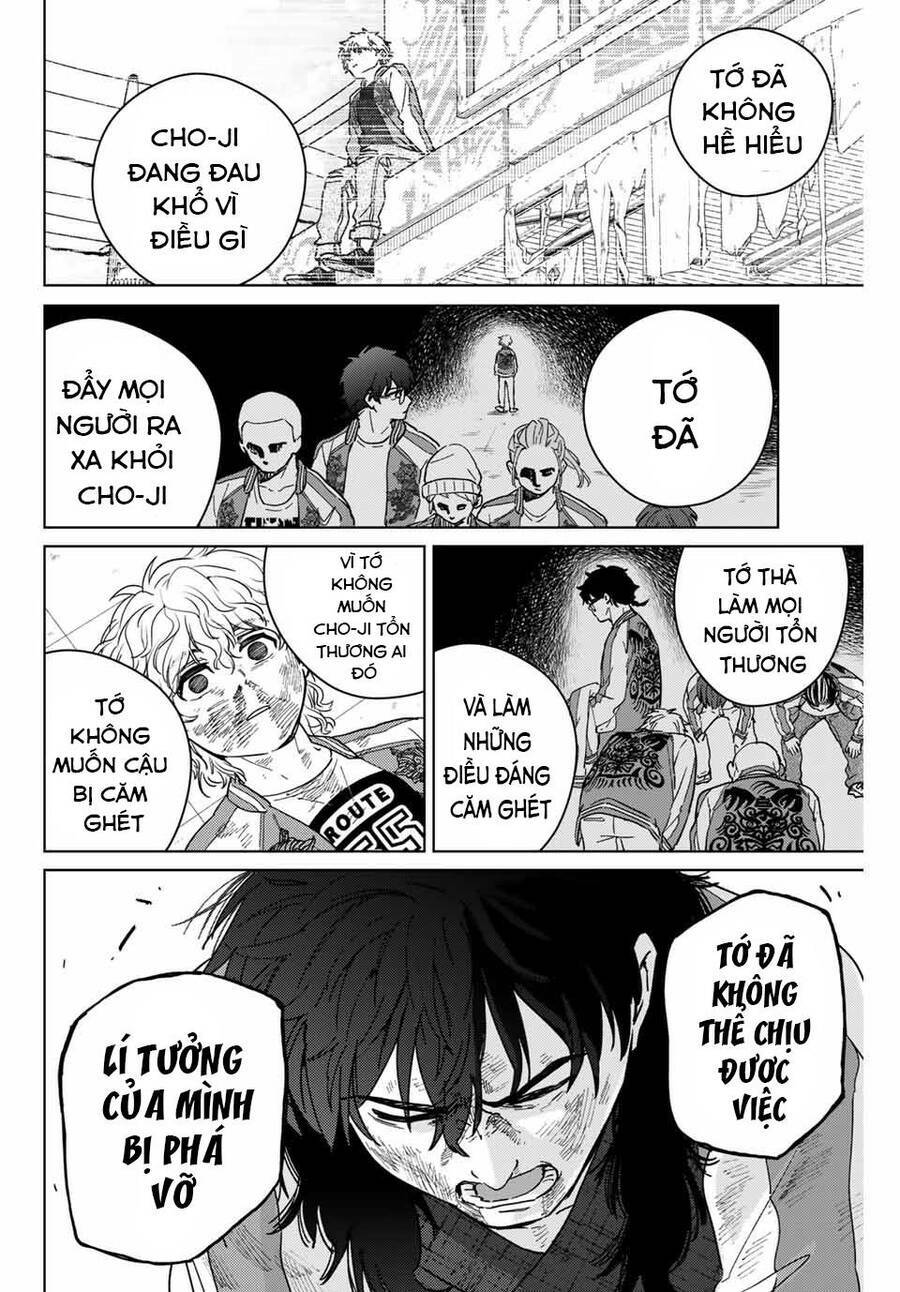 TỚ ĐÃ
KHÔNG
HỀ HIỂU
CHO-JI
ĐANG ĐAU
KHỔ VÌ
ĐIỀU GÌ
TỚ
ĐÃ
ĐẨY MỌI
NGƯỜI RA
XA KHỎI
CHO-JI
TỚ THÀ
LÀM MỌI
NGƯỜI TỔN
THƯƠNG
VÀ LÀM
NHỮNG
ĐIỀU ĐÁNG
CĂM GHÉT
VÌ TỚ
KHÔNG
MUỐN
CHO-JI TỔN
THƯƠNG AI
ĐÓ
TỚ
KHÔNG
MUỐN CẬU
BỊ CĂM
GHÉT
ROUTE
TỚ ĐÃ
KHÔNG
THỂ CHỊU
ĐƯỢC
VIỆC
LÍ TƯỞNG
CỦA MÌNH
BỊ PHÁ
VỠ